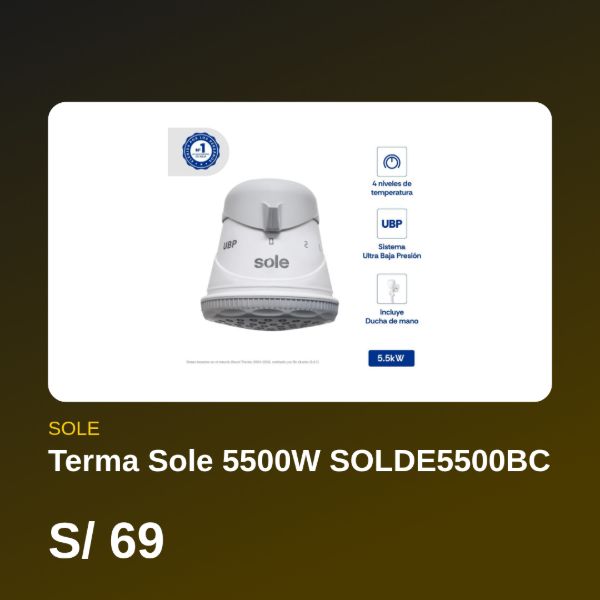 Nº1
4 niveles de
temperatura
UBP
UBP
Sistema
Ultra Baja Presión
sole
Incluye
Ducha de mano
5.5kW
SOLE
Terma Sole 5500W SOLDE5500BC
S/ 69